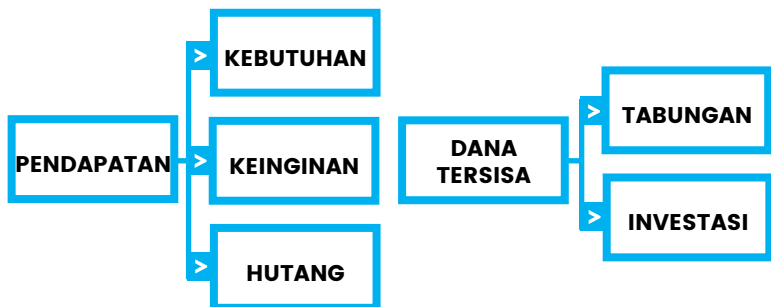 PENDAPATAN
KEBUTUHAN
KEINGINAN
HUTANG
DANA
TERSISA
TABUNGAN
INVESTASI